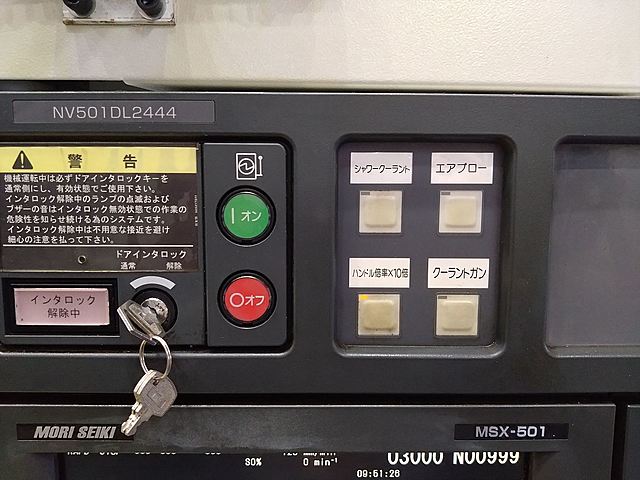 NV501DL2444
警告
機械運転中は必ずドアインタロックキーを
通常側にし、有効状態でご使用下さい。
インタロック解除中のランプの点滅および
ブザーの音はインタロック無効状態での作業の
危険性を知らせ続ける為のシステムです。
インタロック解除中は不用意な接近を避け
細心の注意を払って下さい。
ドアインタロック
通常 解除
インタロック
解除中
オン
オフ
シャワークーラント
エアブロー
ハンドル倍率×10倍
クーラントガン
MORI SEIKI
MSX-501
S0% 0 min⁻¹
O3000 N00999
09:51:26